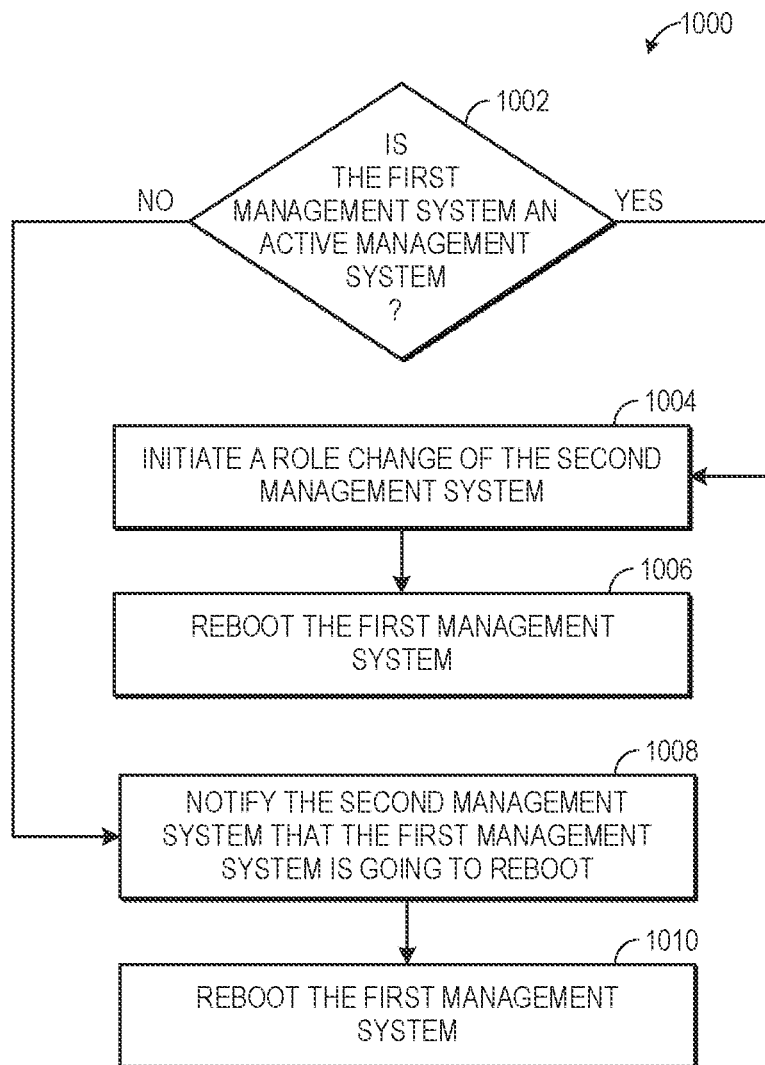 1000
1002
IS
THE FIRST
MANAGEMENT SYSTEM AN
ACTIVE MANAGEMENT
SYSTEM
?
NO
YES
1004
INITIATE A ROLE CHANGE OF THE SECOND
MANAGEMENT SYSTEM
1006
REBOOT THE FIRST MANAGEMENT
SYSTEM
1008
NOTIFY THE SECOND MANAGEMENT
SYSTEM THAT THE FIRST MANAGEMENT
SYSTEM IS GOING TO REBOOT
1010
REBOOT THE FIRST MANAGEMENT
SYSTEM